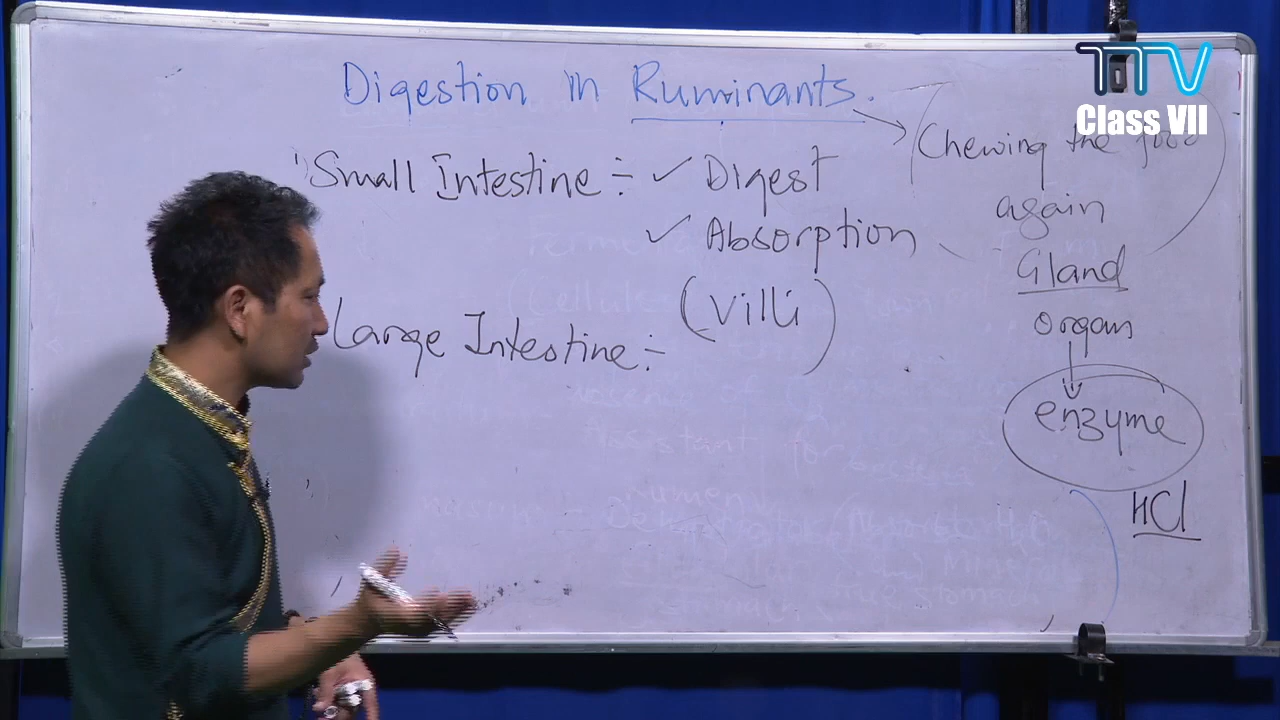 TTV
Class VII
Digestion in Ruminants.
Chewing the food
again
Small Intestine ÷ ✓ Digest
✓ Absorption
(Villi)
Large Intestine ÷
Gland
Organ
enzyme
HCl